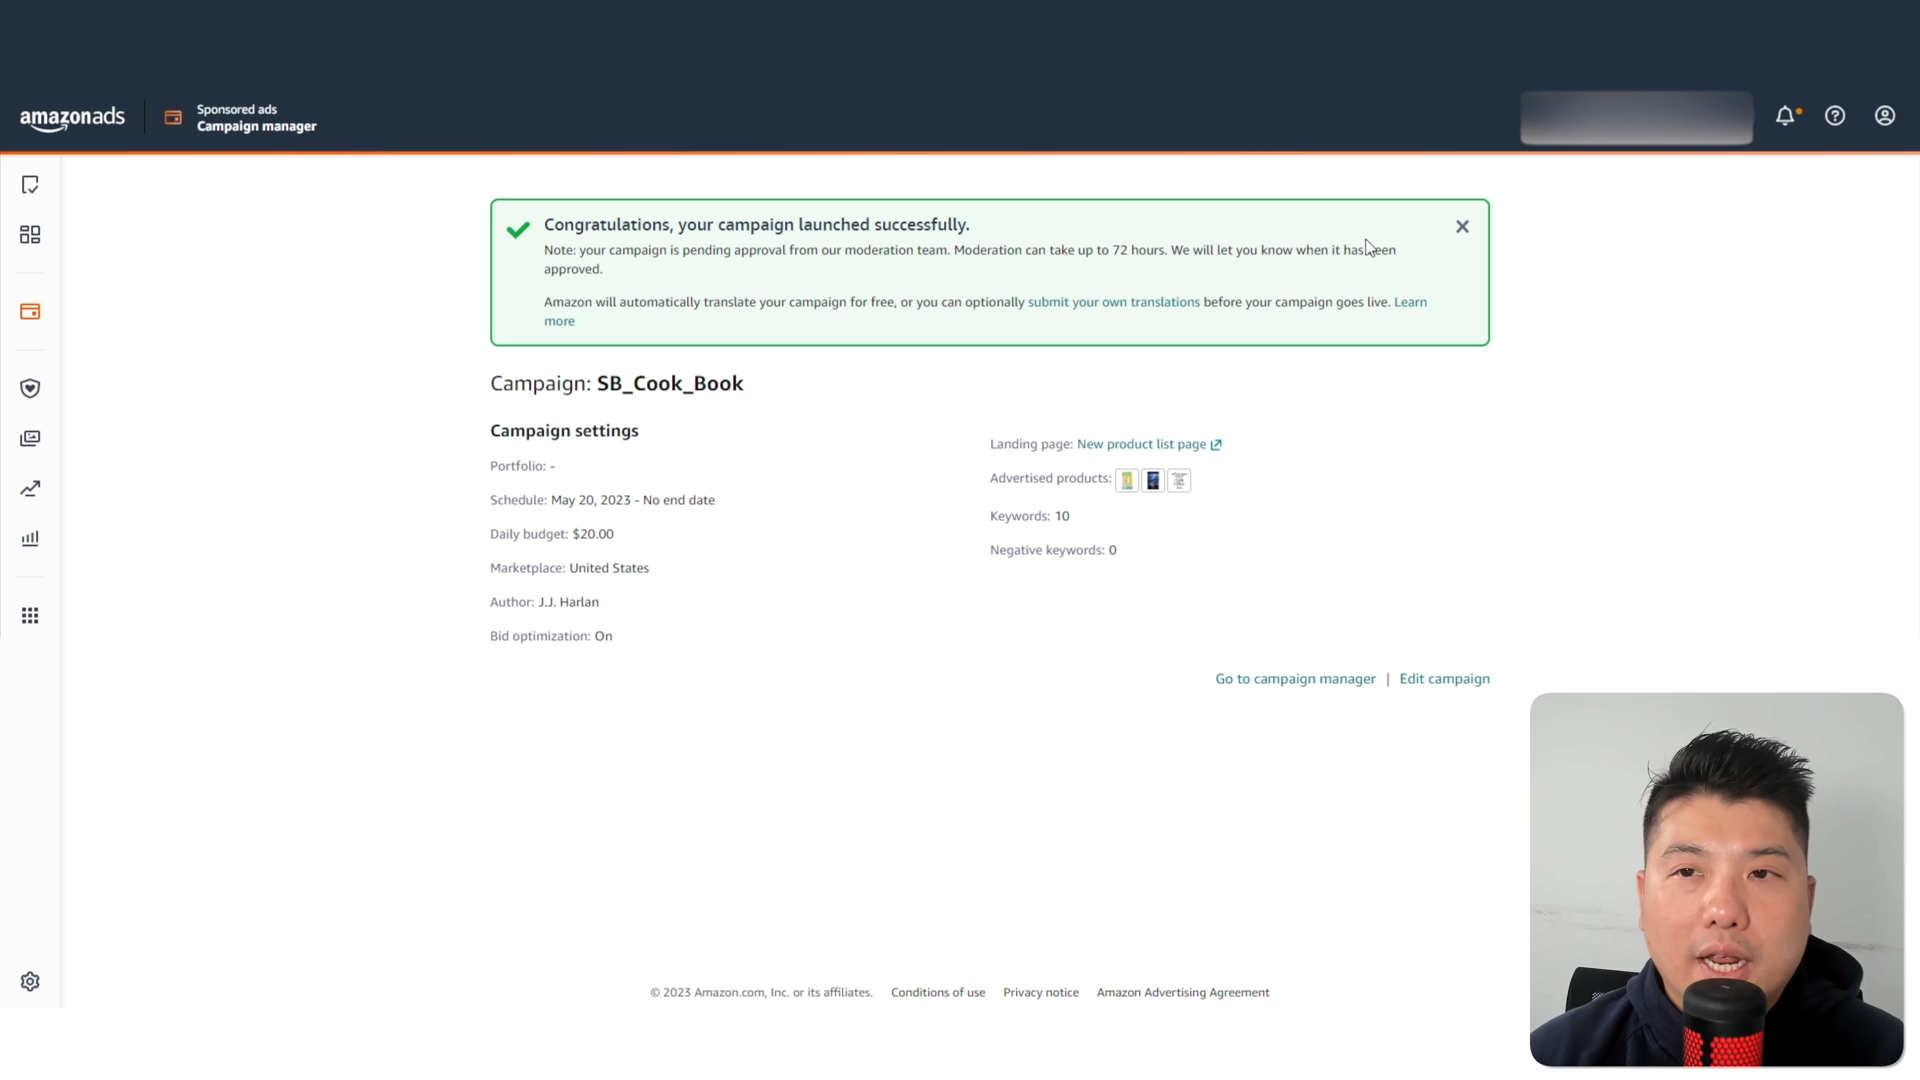 amazonads
Sponsored ads
Campaign manager
Congratulations, your campaign launched successfully.
Note: your campaign is pending approval from our moderation team. Moderation can take up to 72 hours. We will let you know when it has been
approved.
Amazon will automatically translate your campaign for free, or you can optionally submit your own translations before your campaign goes live. Learn
more
Campaign: SB_Cook_Book
Campaign settings
Portfolio: -
Schedule: May 20, 2023 - No end date
Daily budget: $20.00
Marketplace: United States
Author: J.J. Harlan
Bid optimization: On
Landing page: New product list page
Advertised products:
Keywords: 10
Negative keywords: 0
Go to campaign manager | Edit campaign
© 2023 Amazon.com, Inc. or its affiliates. Conditions of use Privacy notice Amazon Advertising Agreement